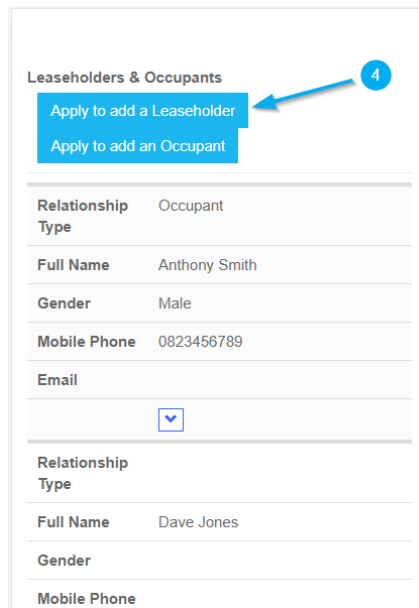 Leaseholders & Occupants
4
Apply to add a Leaseholder
Apply to add an Occupant
Relationship Type Occupant
Full Name Anthony Smith
Gender Male
Mobile Phone 0823456789
Email
Relationship Type
Full Name Dave Jones
Gender
Mobile Phone